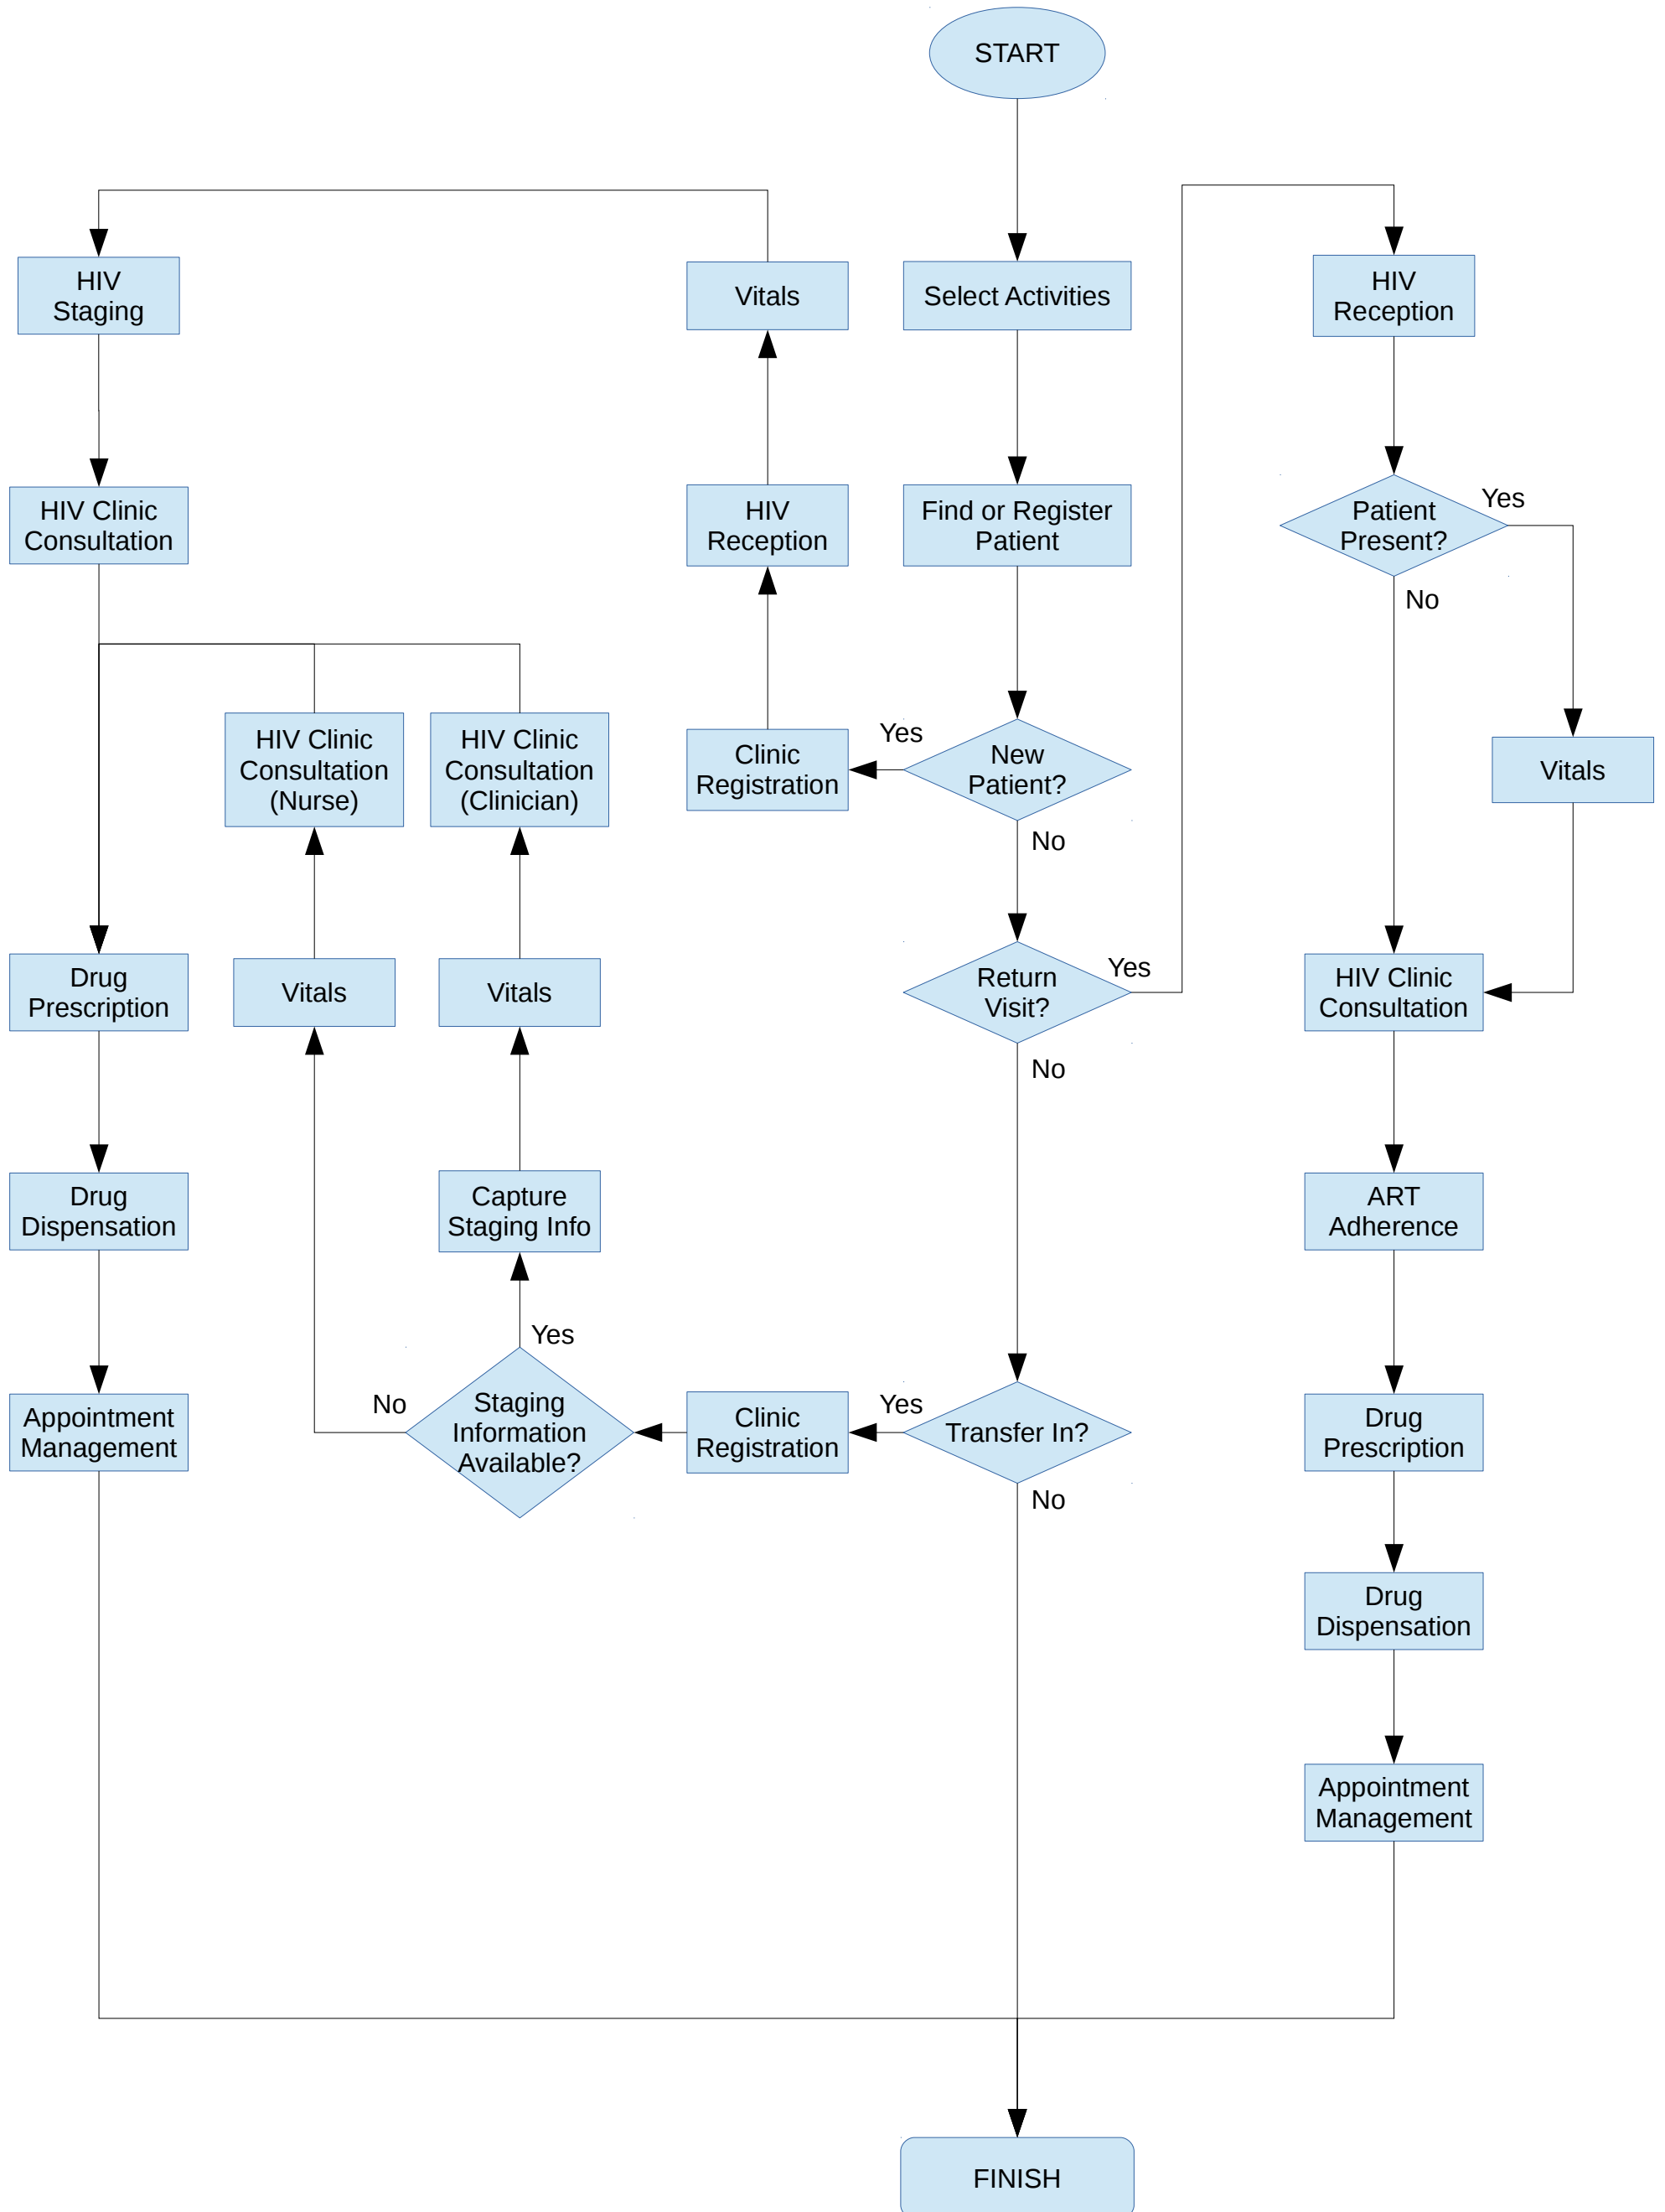 START
HIV
Staging
Vitals
Select Activities
HIV
Reception
HIV Clinic
Consultation
HIV
Reception
Find or Register
Patient
Patient
Present?
Yes
No
HIV Clinic
Consultation
(Nurse)
HIV Clinic
Consultation
(Clinician)
Clinic
Registration
Yes
New
Patient?
No
Vitals
Drug
Prescription
Vitals
Vitals
Return
Visit?
Yes
No
HIV Clinic
Consultation
Drug
Dispensation
Capture
Staging Info
ART
Adherence
Appointment
Management
No
Yes
Staging
Information
Available?
Clinic
Registration
Yes
Transfer In?
No
Drug
Prescription
Drug
Dispensation
Appointment
Management
FINISH